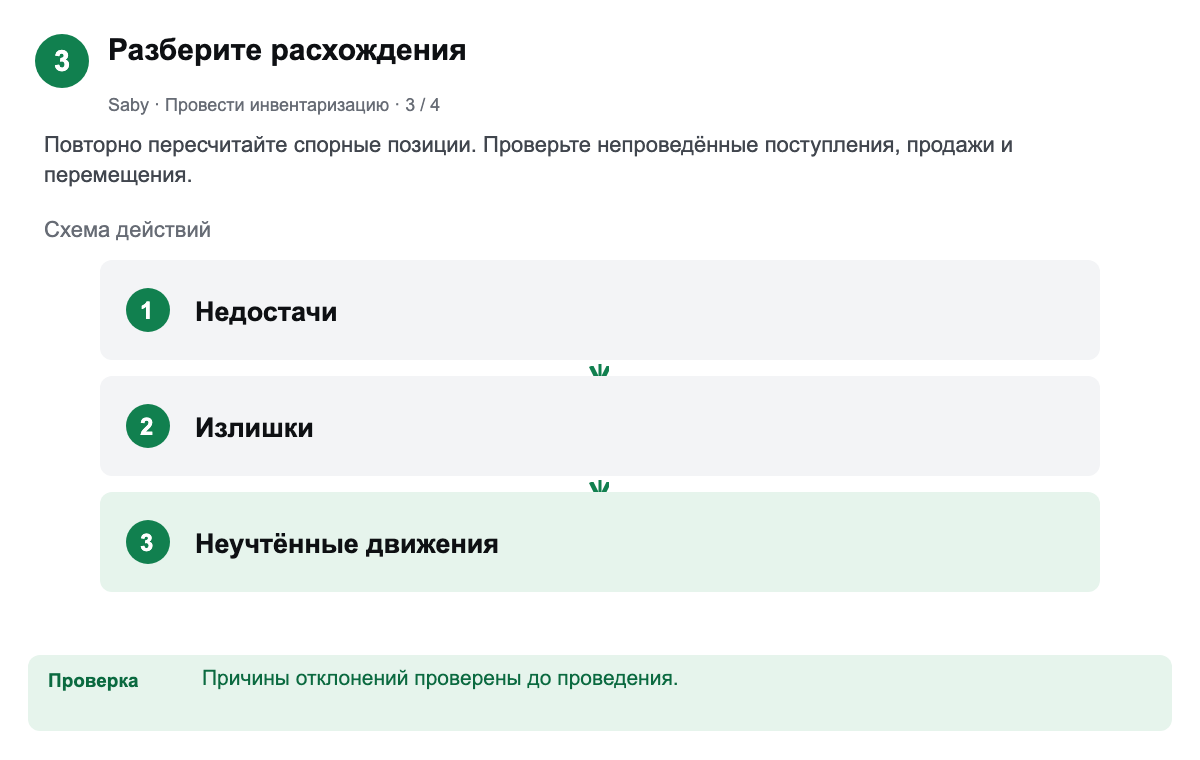 3
Разберите расхождения
Saby · Провести инвентаризацию · 3 / 4
Повторно пересчитайте спорные позиции. Проверьте непроведённые поступления, продажи и
перемещения.
Схема действий
1 Недостачи
2 Излишки
3 Неучтённые движения
Проверка Причины отклонений проверены до проведения.